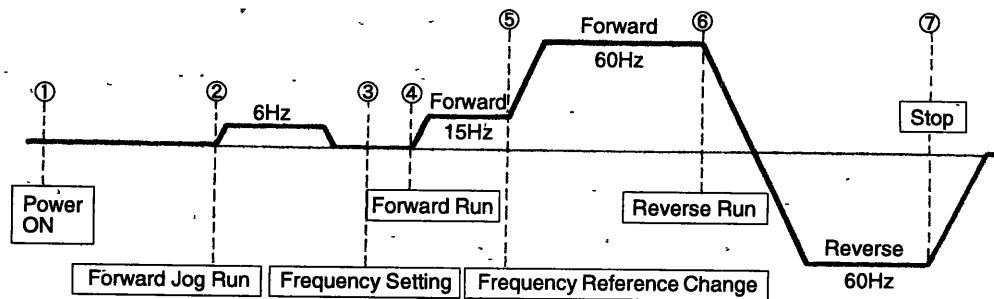 ⑤
Forward
⑥
⑦
60Hz
①
②
6Hz
③
④
Forward
15Hz
Stop
Power
ON
Forward Run
Reverse Run
Reverse
60Hz
Forward Jog Run
Frequency Setting
Frequency Reference Change